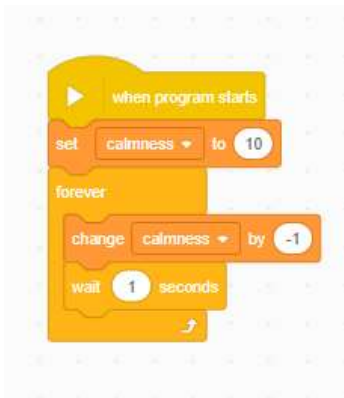 when program starts
set calmness to 10
forever
change calmness by -1
wait 1 seconds